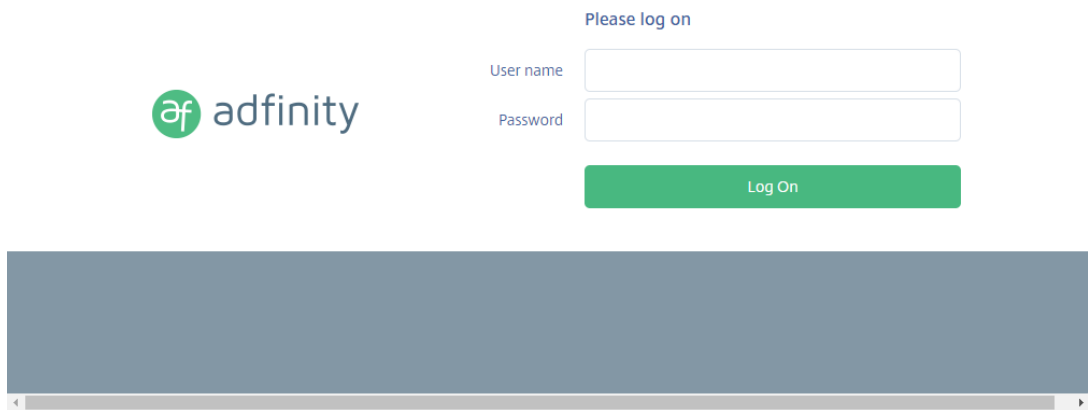 Please log on
User name
af adfinity
Password
Log On